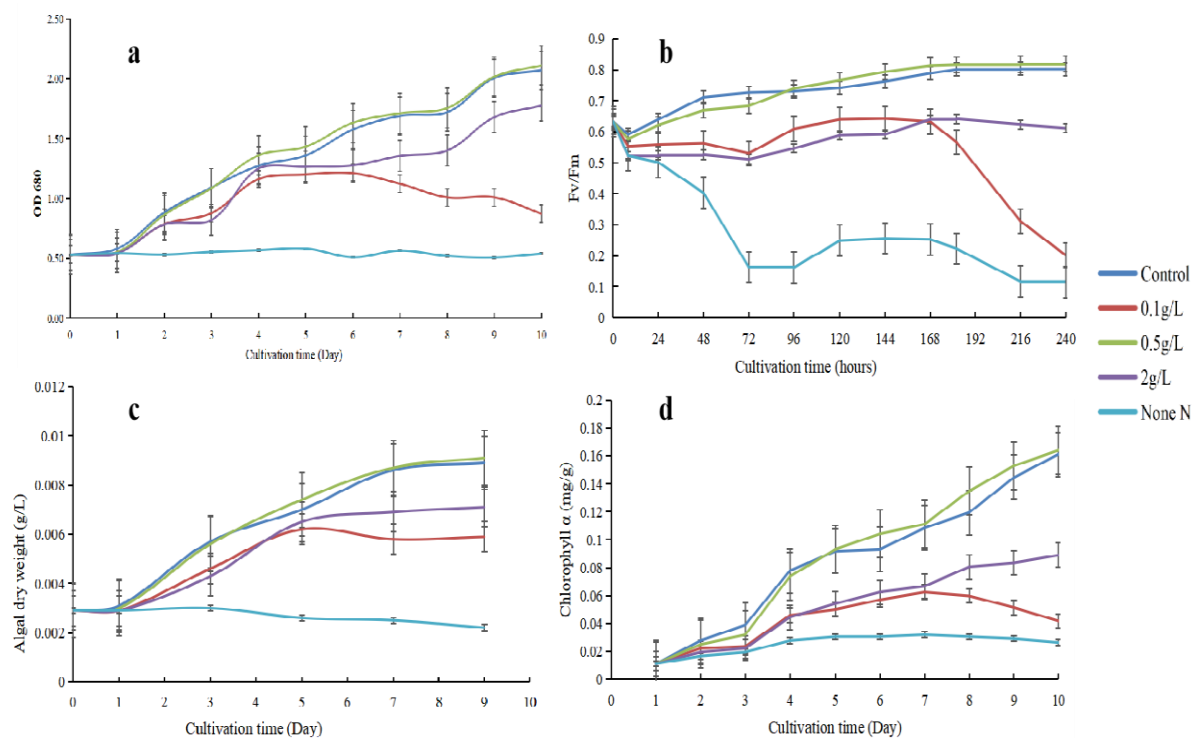 a
2.50
2.00
1.50
1.00
0.50
0.00
OD 680
0 1 2 3 4 5 6 7 8 9 10
Cultivation time (Day)
b
0.9
0.8
0.7
0.6
0.5
0.4
0.3
0.2
0.1
0
Fv/Fm
0 24 48 72 96 120 144 168 192 216 240
Cultivation time (hours)
Control
0.1g/L
0.5g/L
2g/L
None N
c
0.012
0.01
0.008
0.006
0.004
0.002
0
Algal dry weight (g/L)
0 1 2 3 4 5 6 7 8 9 10
Cultivation time (Day)
d
0.2
0.18
0.16
0.14
0.12
0.1
0.08
0.06
0.04
0.02
0
Chlorophyll α (mg/g)
0 1 2 3 4 5 6 7 8 9 10
Cultivation time (Day)